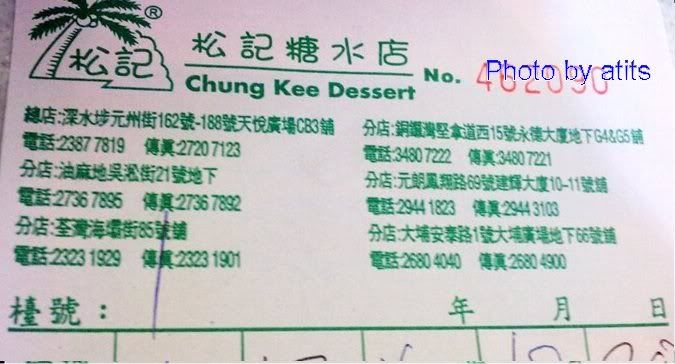 松記®
松記糖水店
Chung Kee Dessert No. 462090
Photo by atits
總店:深水埗元州街162號-188號天悅廣場CB3舖
電話:2387 7819 傳真:2720 7123
分店:油麻地吳淞街21號地下
電話:2736 7895 傳真:2736 7892
分店:荃灣海壩街85號舖
電話:2323 1929 傳真:2323 1901
分店:銅鑼灣堅拿道西15號永德大廈地下G4&G5舖
電話:3480 7222 傳真:3480 7221
分店:元朗鳳翔路69號建輝大廈10-11號舖
電話:2944 1823 傳真:2944 3103
分店:大埔安泰路1號大埔廣場地下66號舖
電話:2680 4040 傳真:2680 4900
檯號: 年 月 日